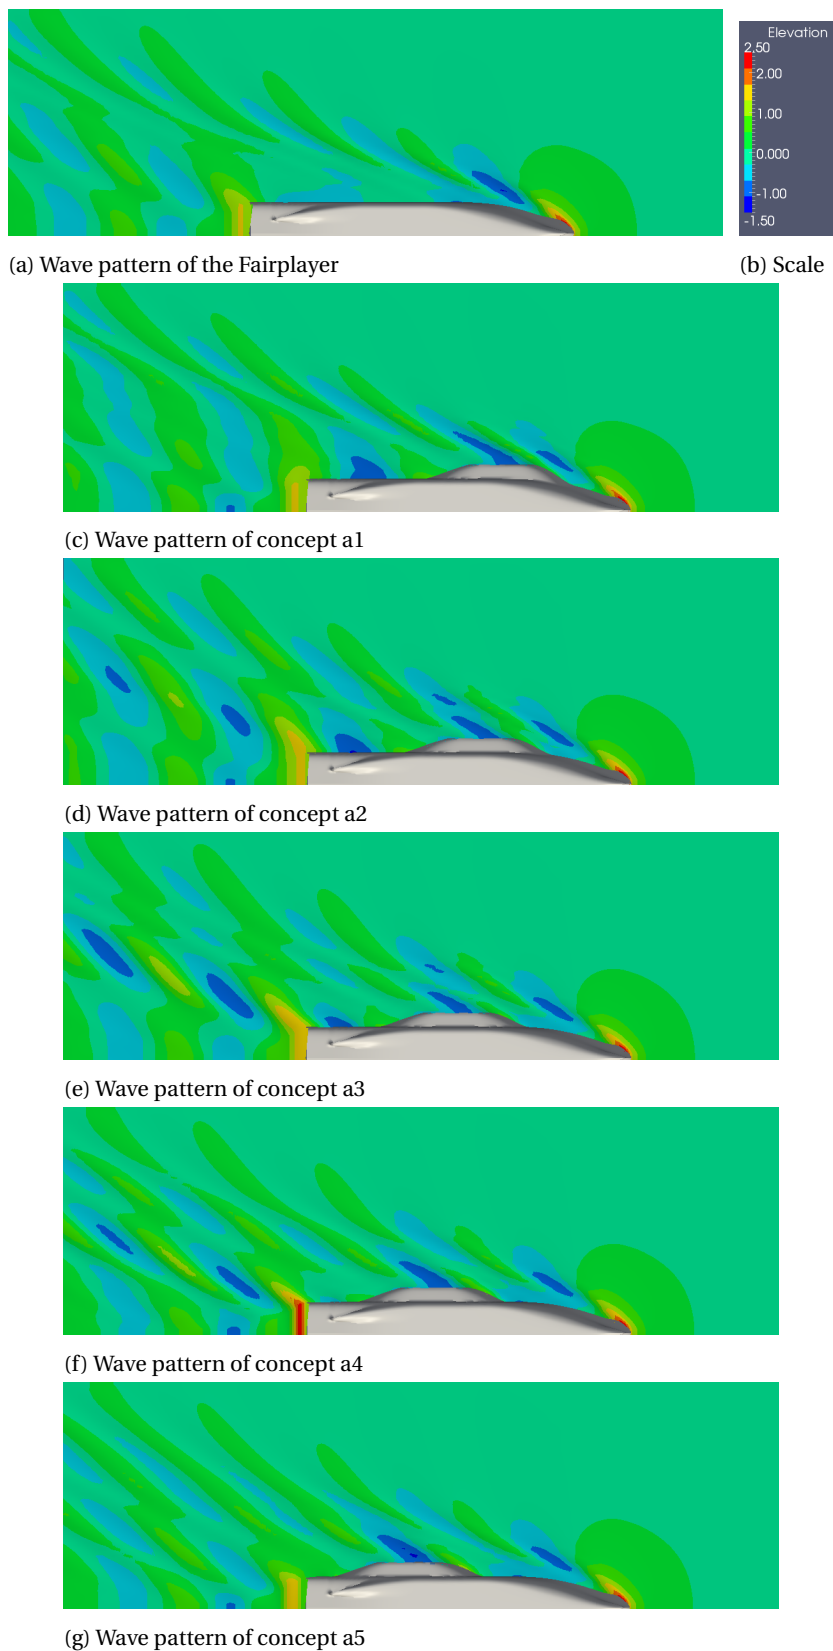 Elevation
2.50
2.00
1.00
0.000
-1.00
-1.50
(a) Wave pattern of the Fairplayer
(b) Scale
(c) Wave pattern of concept a1
(d) Wave pattern of concept a2
(e) Wave pattern of concept a3
(f) Wave pattern of concept a4
(g) Wave pattern of concept a5